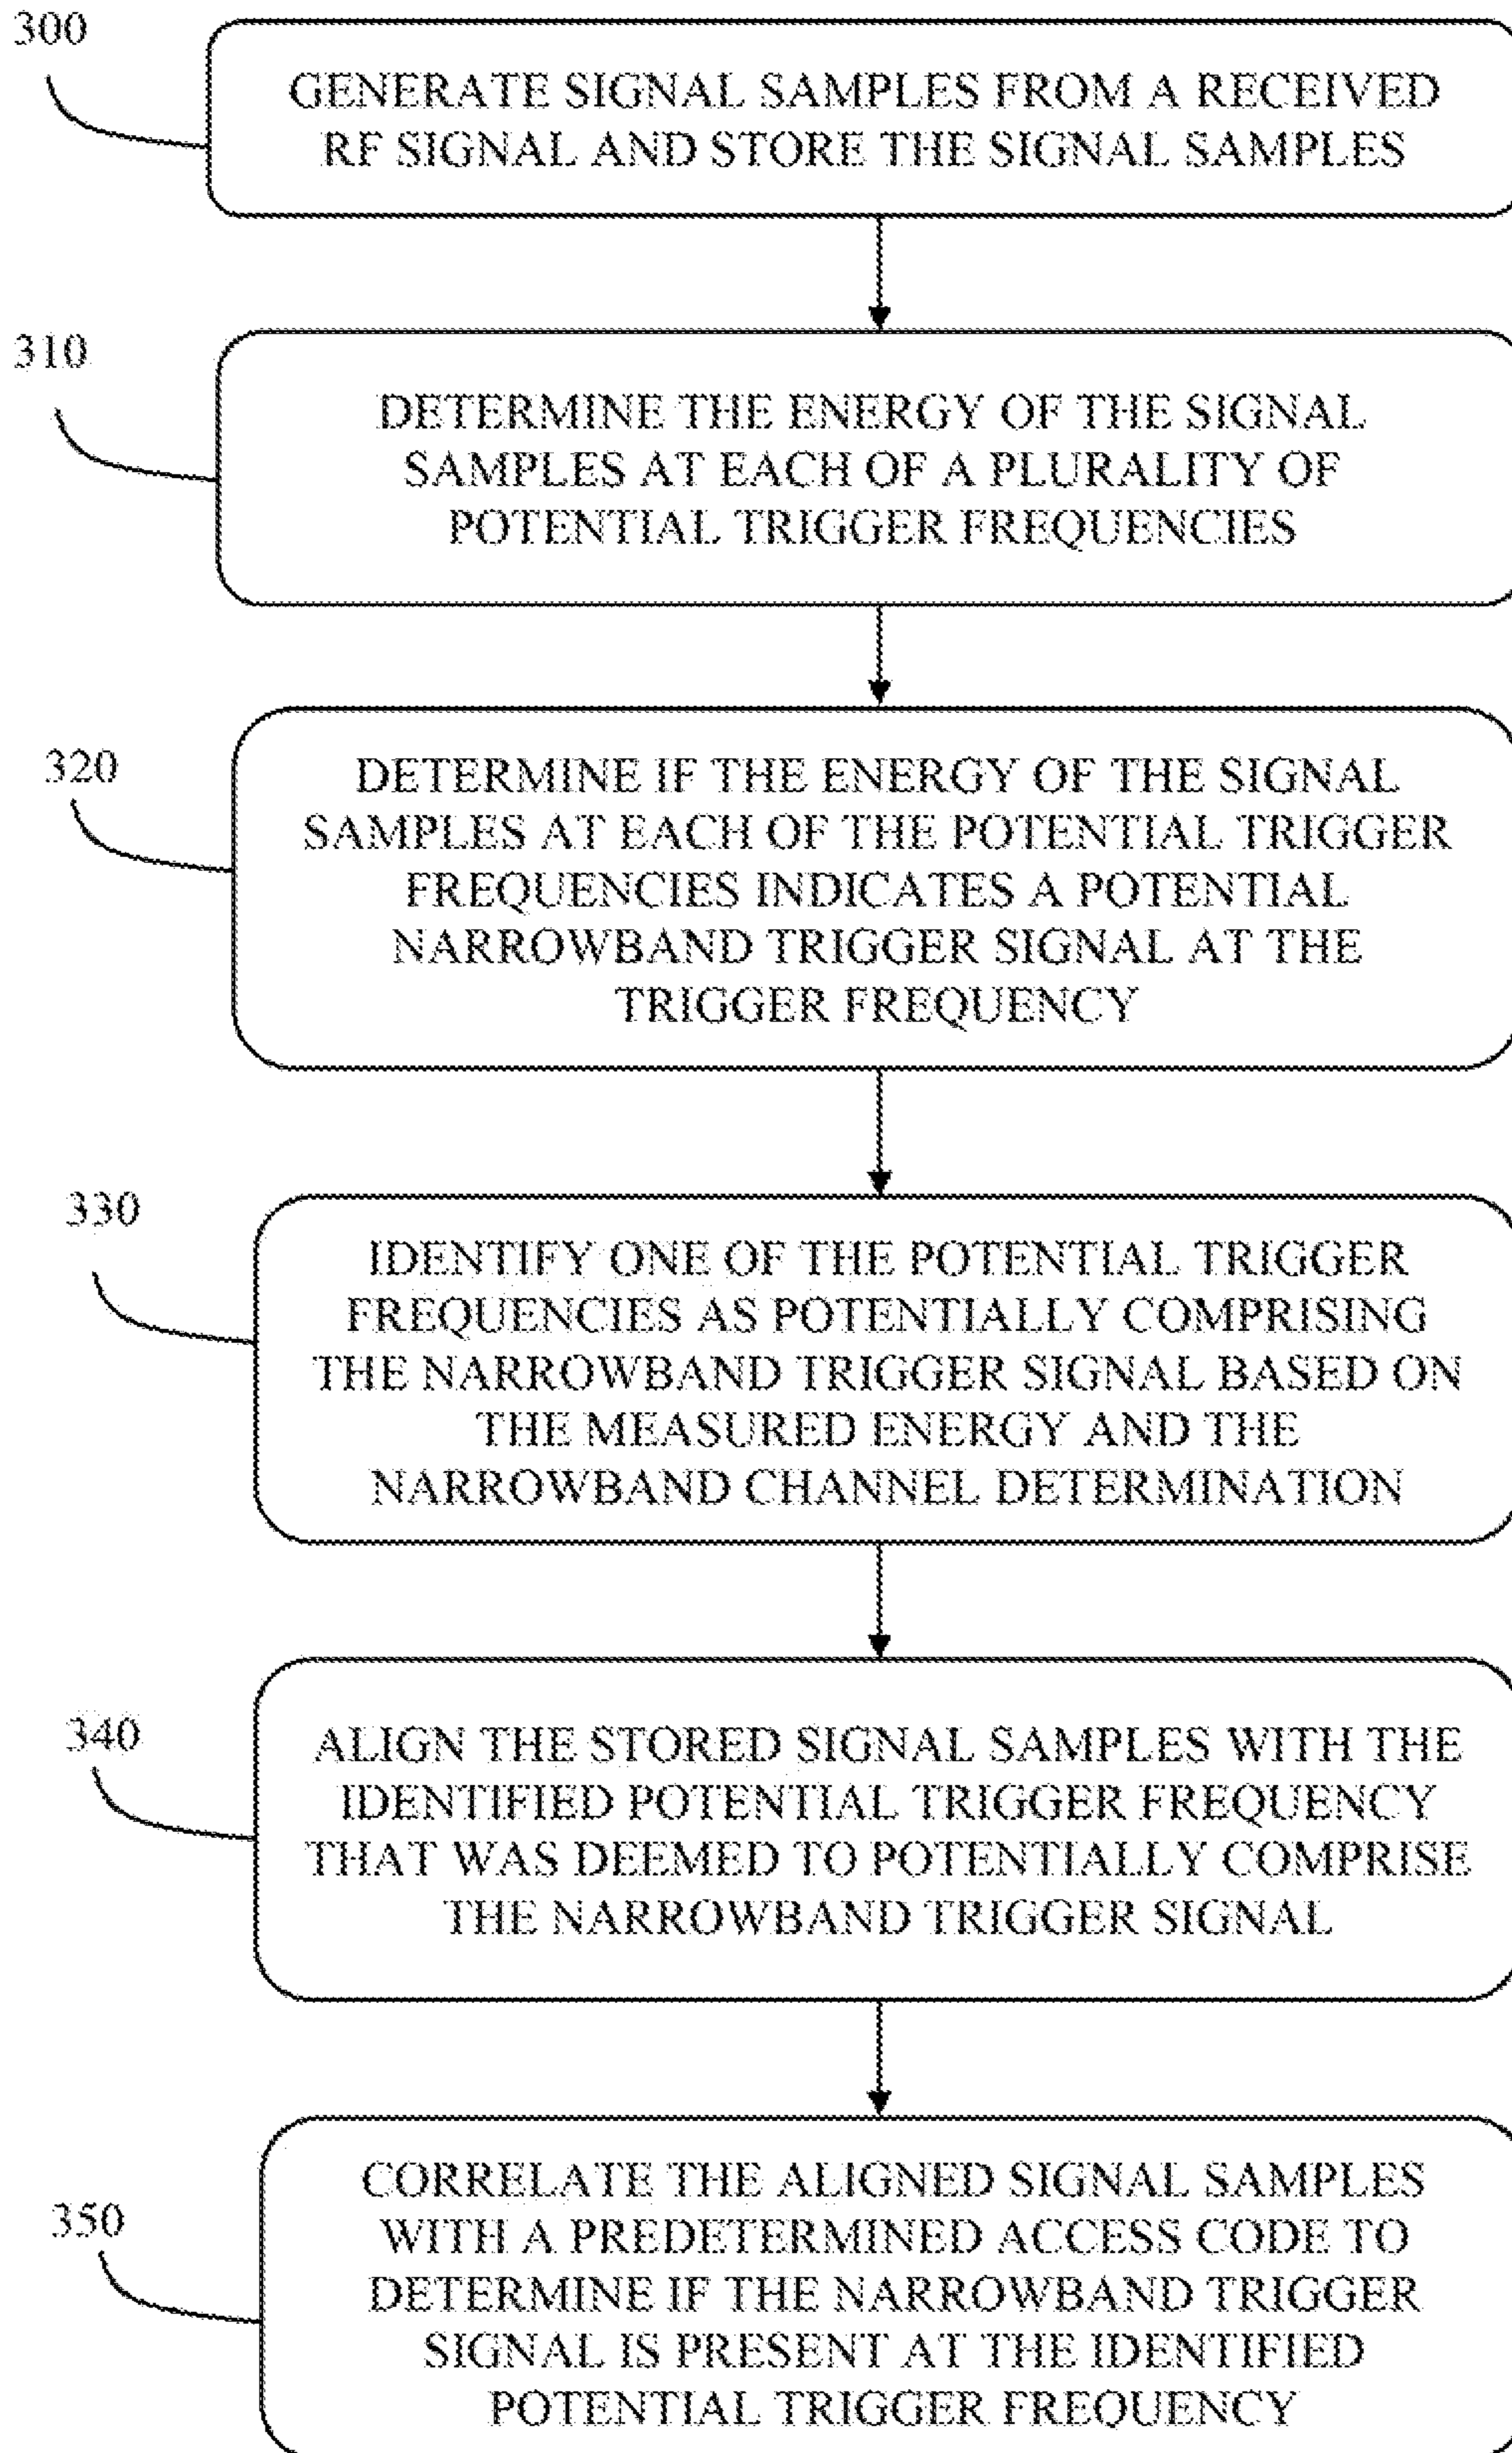 300
GENERATE SIGNAL SAMPLES FROM A RECEIVED
RF SIGNAL AND STORE THE SIGNAL SAMPLES
310
DETERMINE THE ENERGY OF THE SIGNAL
SAMPLES AT EACH OF A PLURALITY OF
POTENTIAL TRIGGER FREQUENCIES
320
DETERMINE IF THE ENERGY OF THE SIGNAL
SAMPLES AT EACH OF THE POTENTIAL TRIGGER
FREQUENCIES INDICATES A POTENTIAL
NARROWBAND TRIGGER SIGNAL AT THE
TRIGGER FREQUENCY
330
IDENTIFY ONE OF THE POTENTIAL TRIGGER
FREQUENCIES AS POTENTIALLY COMPRISING
THE NARROWBAND TRIGGER SIGNAL BASED ON
THE MEASURED ENERGY AND THE
NARROWBAND CHANNEL DETERMINATION
340
ALIGN THE STORED SIGNAL SAMPLES WITH THE
IDENTIFIED POTENTIAL TRIGGER FREQUENCY
THAT WAS DEEMED TO POTENTIALLY COMPRISE
THE NARROWBAND TRIGGER SIGNAL
350
CORRELATE THE ALIGNED SIGNAL SAMPLES
WITH A PREDETERMINED ACCESS CODE TO
DETERMINE IF THE NARROWBAND TRIGGER
SIGNAL IS PRESENT AT THE IDENTIFIED
POTENTIAL TRIGGER FREQUENCY